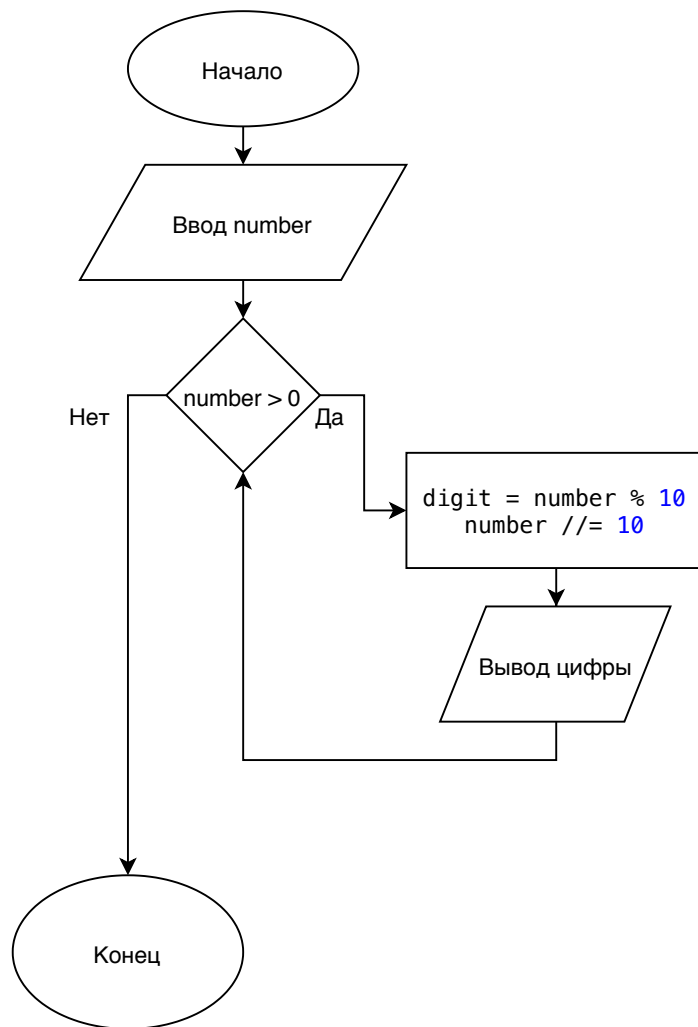 Начало
Ввод number
number > 0
Нет
Да
digit = number % 10
number //= 10
Вывод цифры
Конец